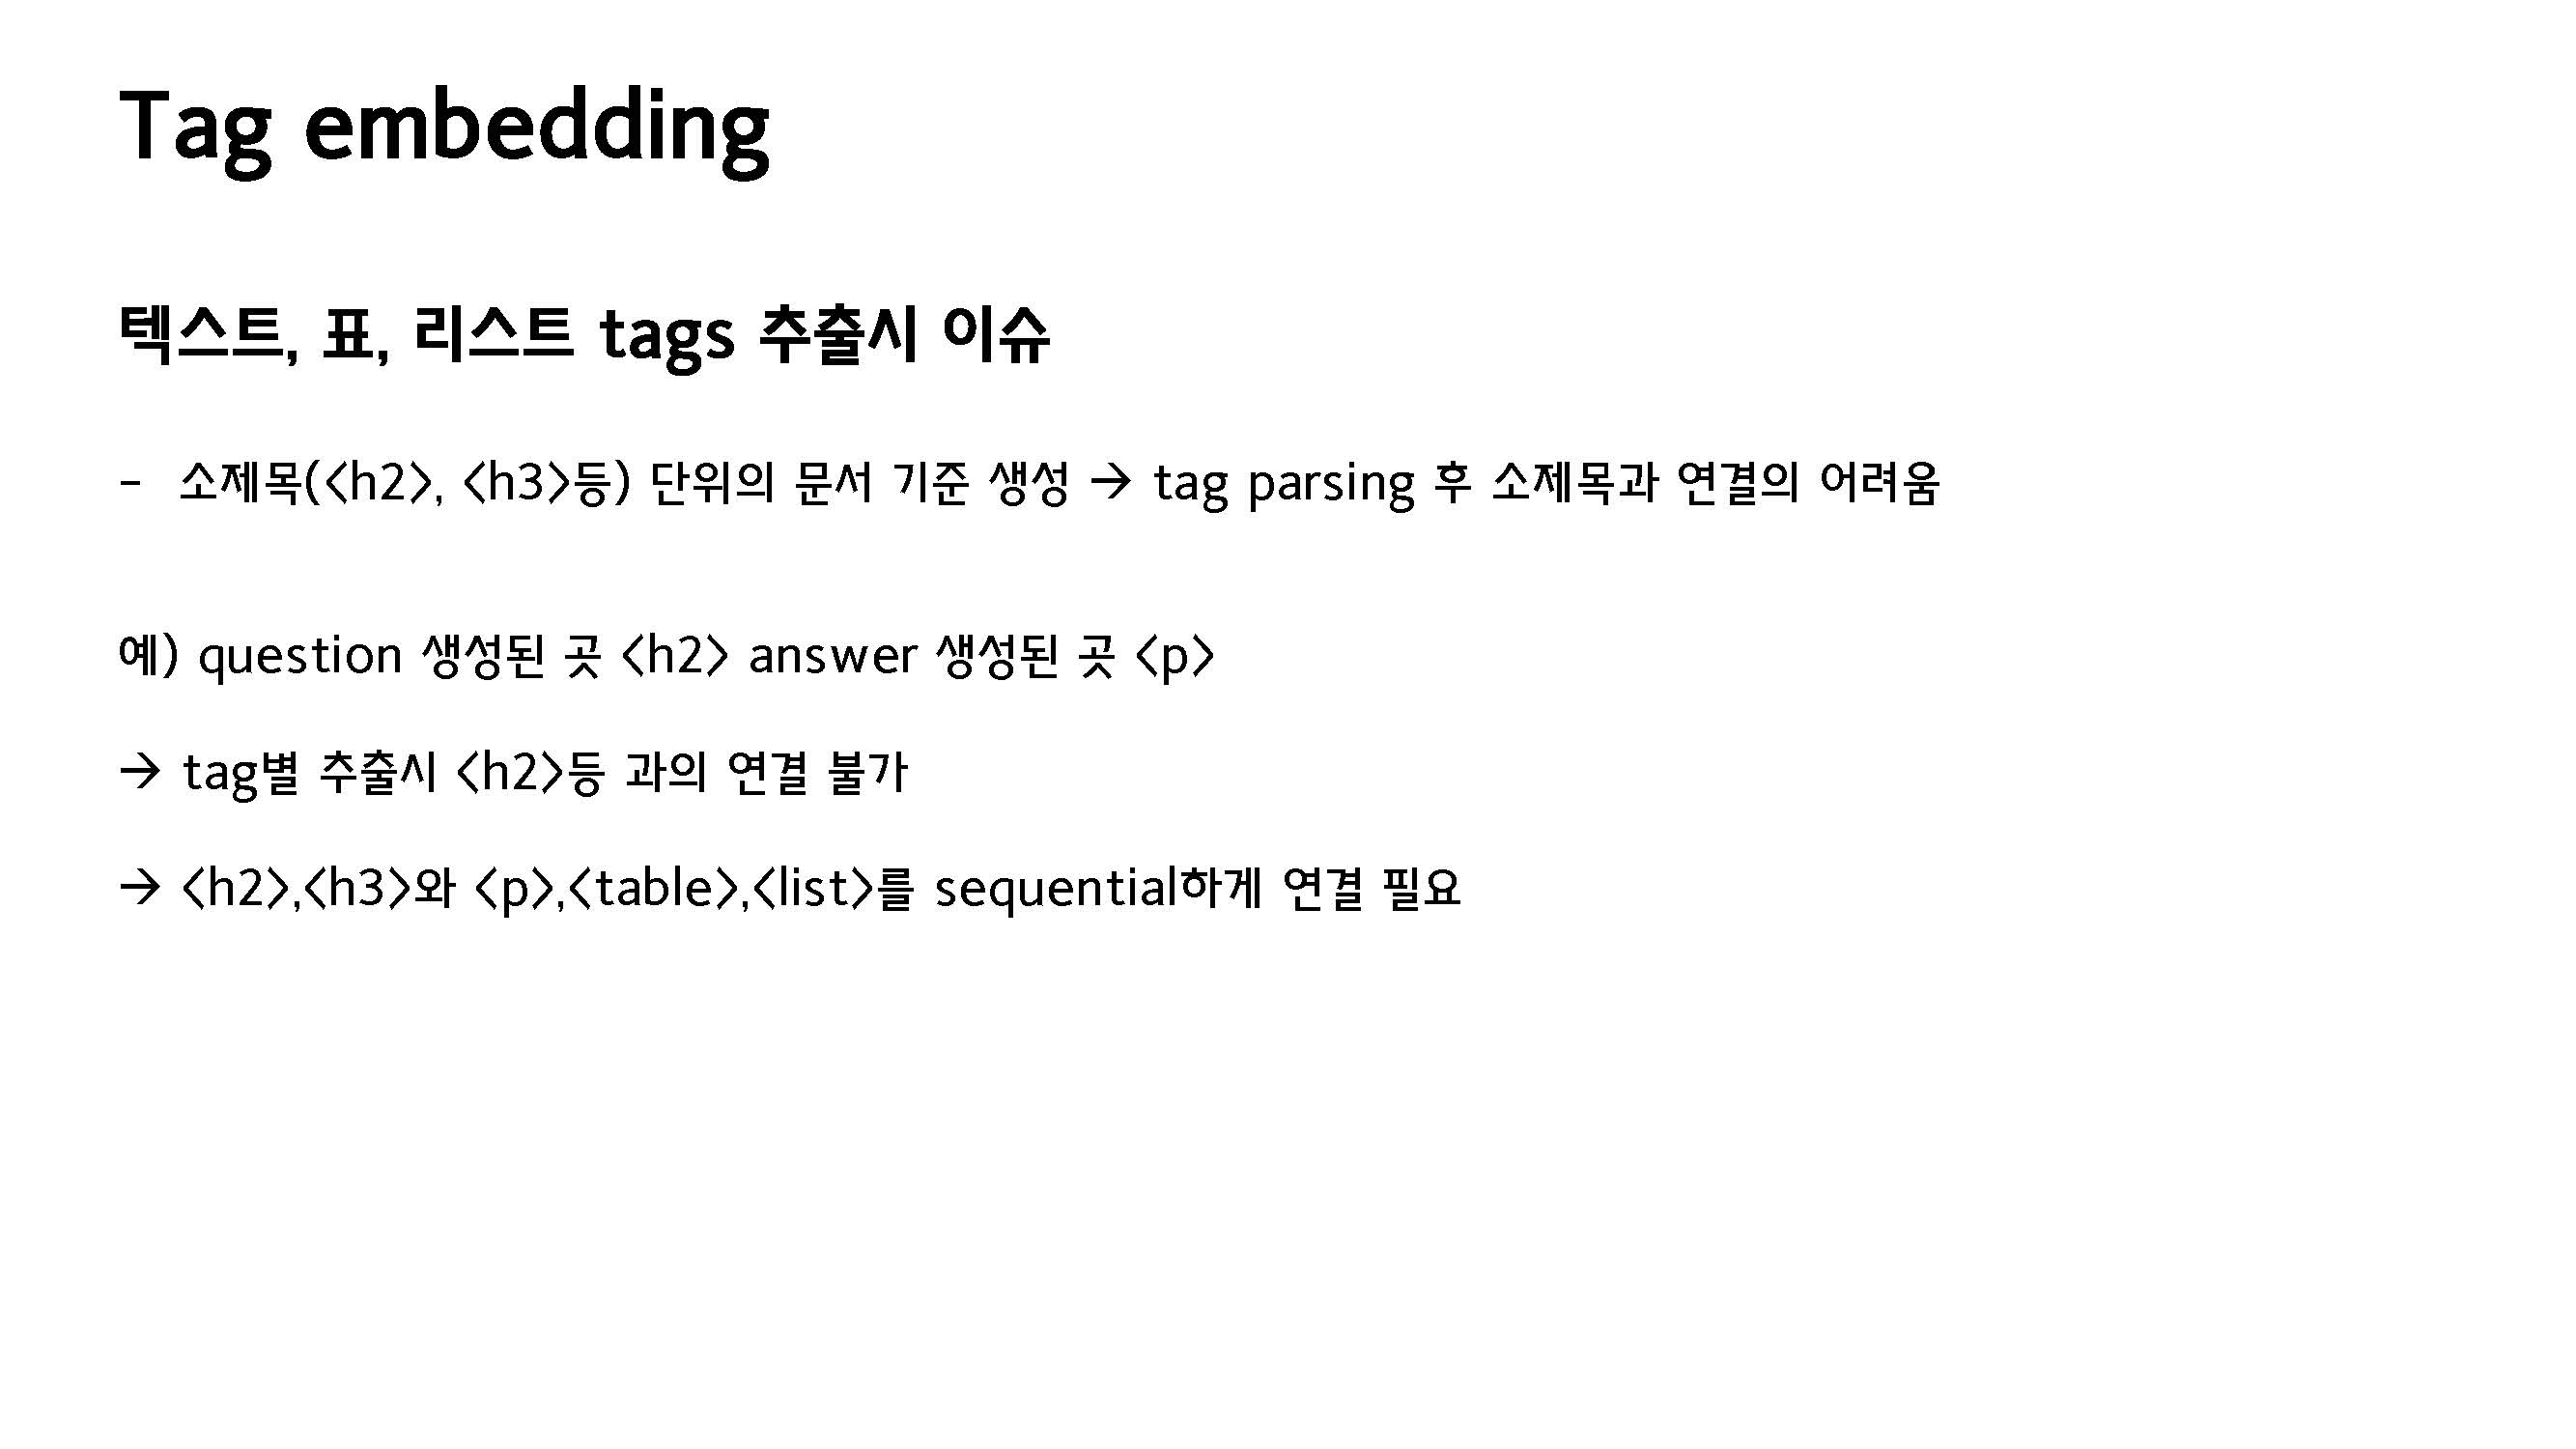 Tag embedding
텍스트, 표, 리스트 tags 추출시 이슈
- 소제목(<h2>, <h3>등) 단위의 문서 기준 생성 → tag parsing 후 소제목과 연결의 어려움
예) question 생성된 곳 <h2> answer 생성된 곳 <p>
→ tag별 추출시 <h2>등 과의 연결 불가
→ <h2>,<h3>와 <p>,<table>,<list>를 sequential하게 연결 필요